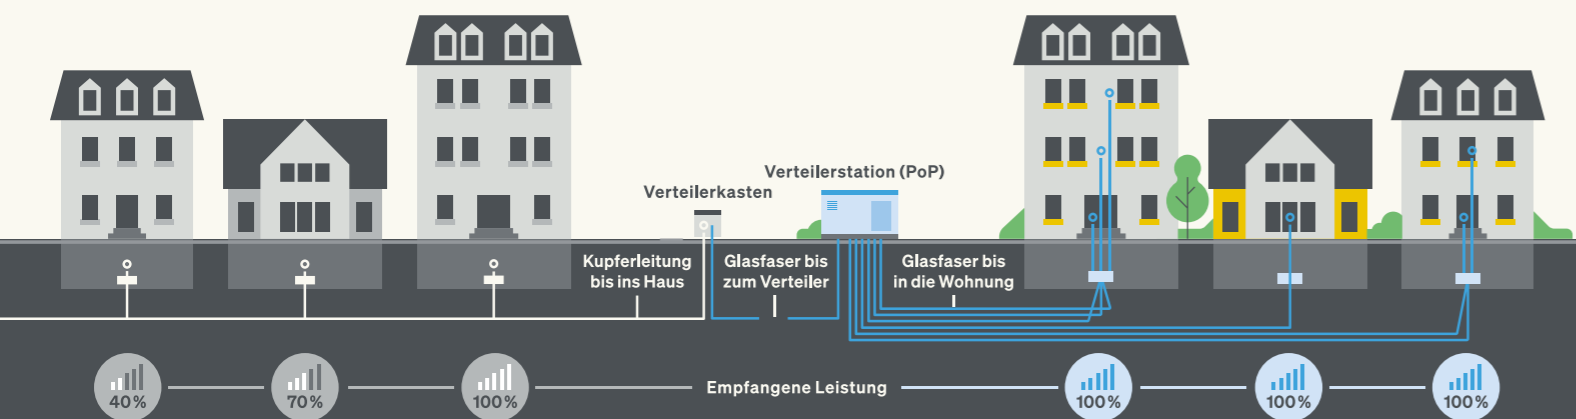 Verteilerkasten
Verteilerstation (PoP)
Kupferleitung
bis ins Haus
Glasfaser bis
zum Verteiler
Glasfaser bis
in die Wohnung
40%
70%
100%
Empfangene Leistung
100%
100%
100%